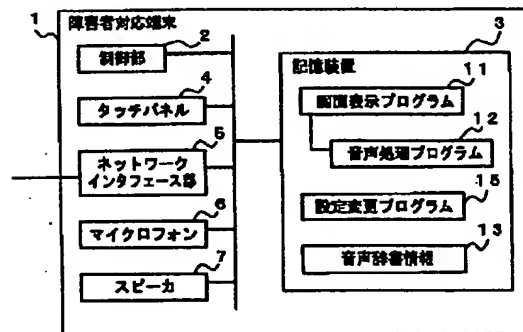 1
障害者対応端末
2
制御部
4
タッチパネル
5
ネットワーク
インタフェース部
6
マイクロフォン
7
スピーカ
3
記憶装置
11
画面表示プログラム
12
音声処理プログラム
15
設定変更プログラム
13
音声辞書情報